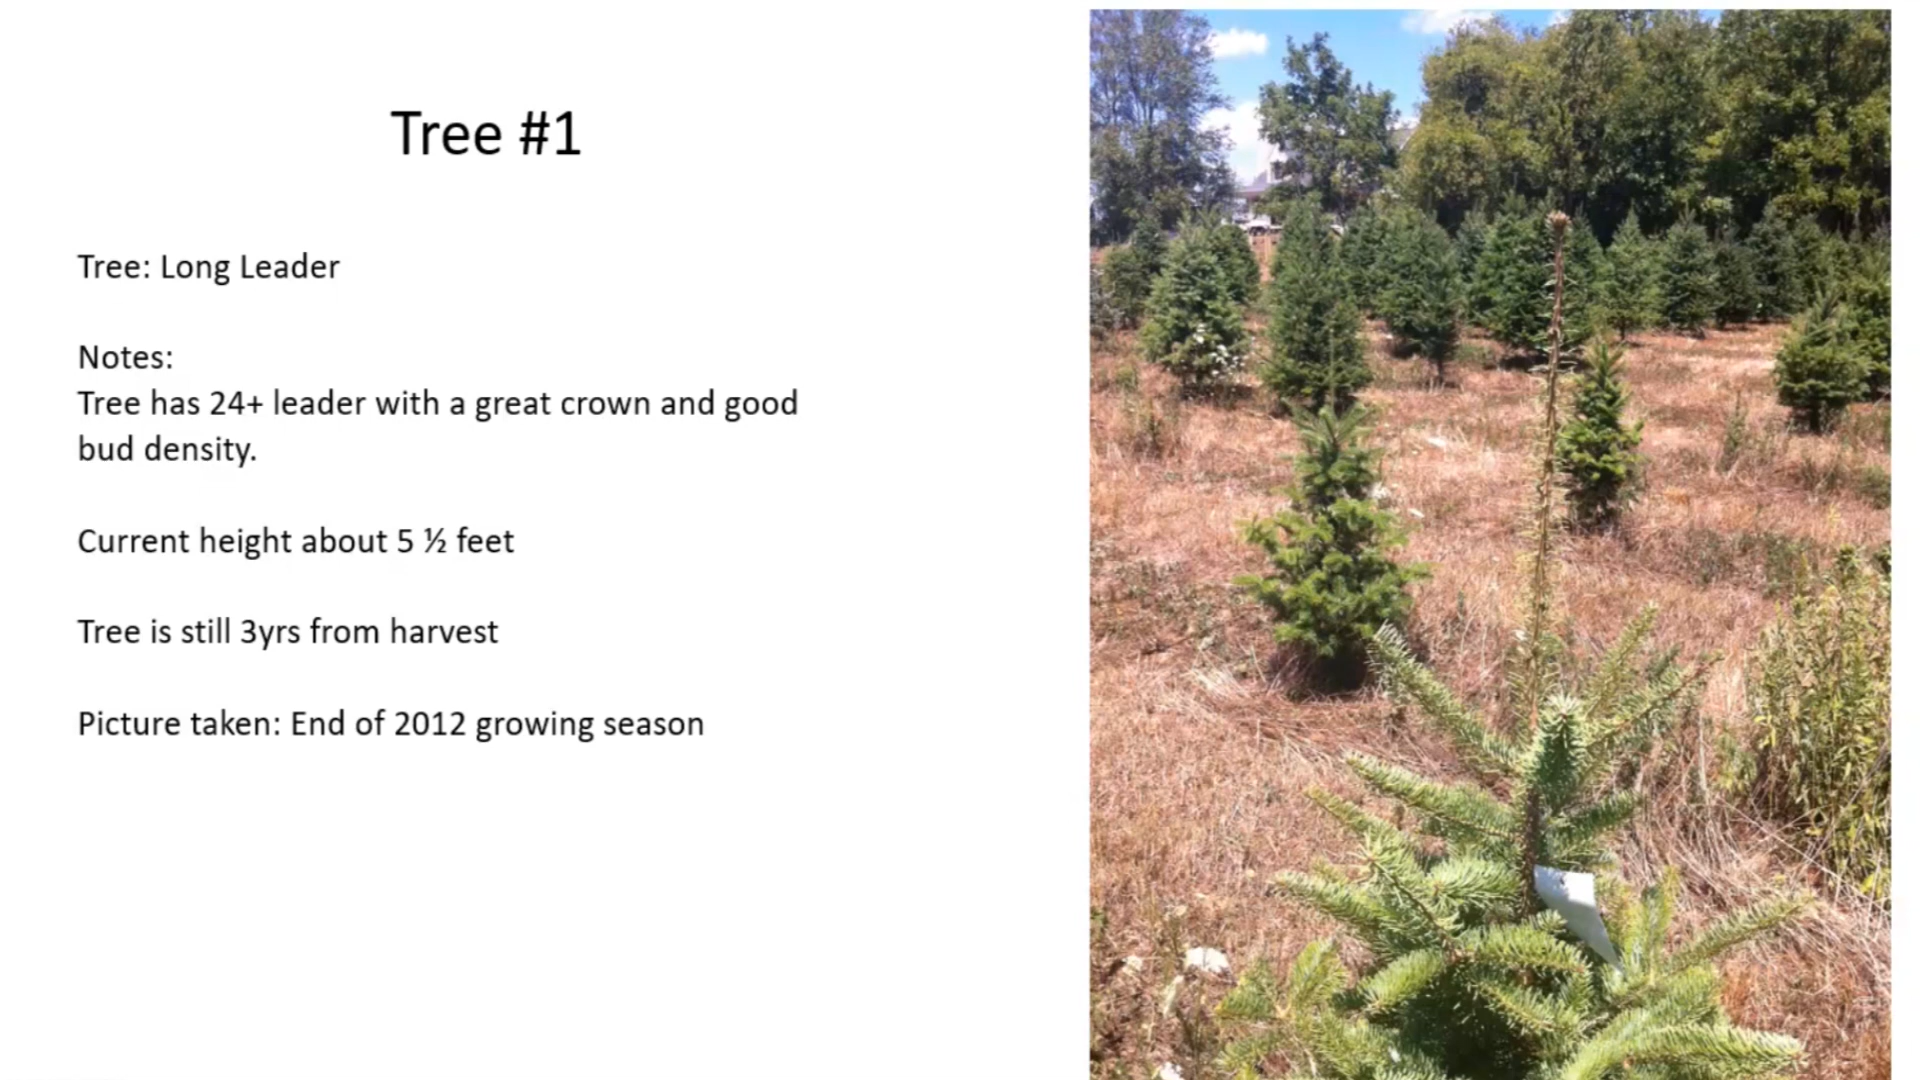 Tree #1
Tree: Long Leader
Notes:
Tree has 24+ leader with a great crown and good
bud density.
Current height about 5 ½ feet
Tree is still 3yrs from harvest
Picture taken: End of 2012 growing season